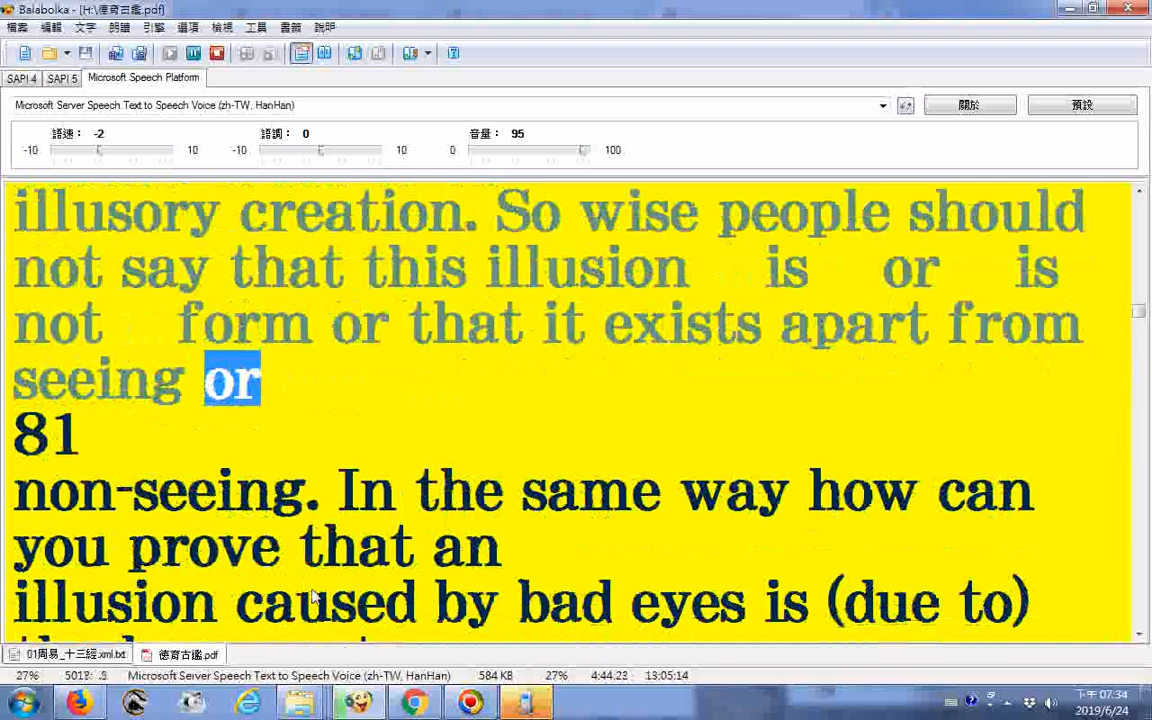 Balabolka - [H:\德育古鑑.pdf]
檔案 編輯 文字 朗讀 引擎 選項 檢視 工具 書籤 說明
SAPI 4 SAPI 5 Microsoft Speech Platform
Microsoft Server Speech Text to Speech Voice (zh-TW, HanHan) 關於 預設
語速： -2 語調： 0 音量： 95
-10 10 -10 10 0 100
illusory creation. So wise people should
not say that this illusion is or is
not form or that it exists apart from
seeing or
81
non-seeing. In the same way how can
you prove that an
illusion caused by bad eyes is (due to)
01周易_十三經.xml.txt 德育古鑑.pdf
27% Microsoft Server Speech Text to Speech Voice (zh-TW, HanHan) 584 KB 27% 4:44.23 13:05:14
下午 07:34
2019/6/24